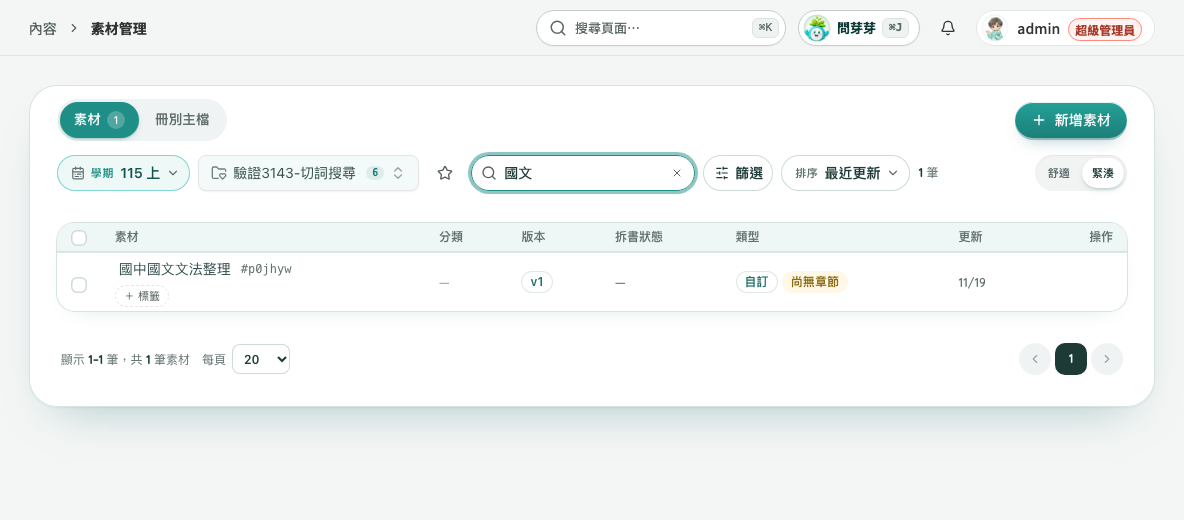 內容 > 素材管理
搜尋頁面… ⌘K
問芽芽 ⌘J
admin 超級管理員
素材 1 冊別主檔
+ 新增素材
學期 115 上
驗證3143-切詞搜尋 6
國文 ×
篩選
排序 最近更新
1 筆
舒適 緊湊
素材 分類 版本 拆書狀態 類型 更新 操作
國中國文文法整理 #p0jhyw — v1 — 自訂 尚無章節 11/19
+ 標籤
顯示 1-1 筆，共 1 筆素材 每頁 20
‹ 1 ›